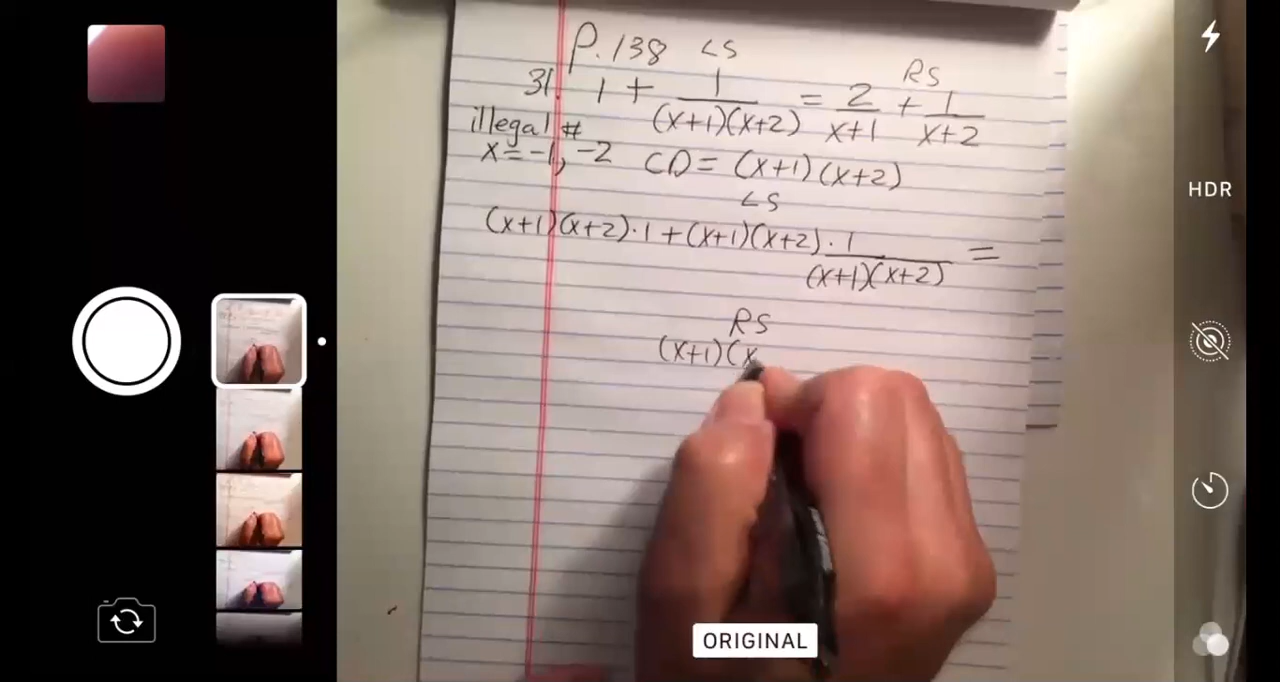 P. 138 LS RS
31. 1 + 1/((x+1)(x+2)) = 2/(x+1) + 1/(x+2)
illegal #
x = -1, -2 CD = (x+1)(x+2)
LS
(x+1)(x+2)·1 + (x+1)(x+2)·1/((x+1)(x+2)) =
RS
(x+1)(x
HDR
ORIGINAL